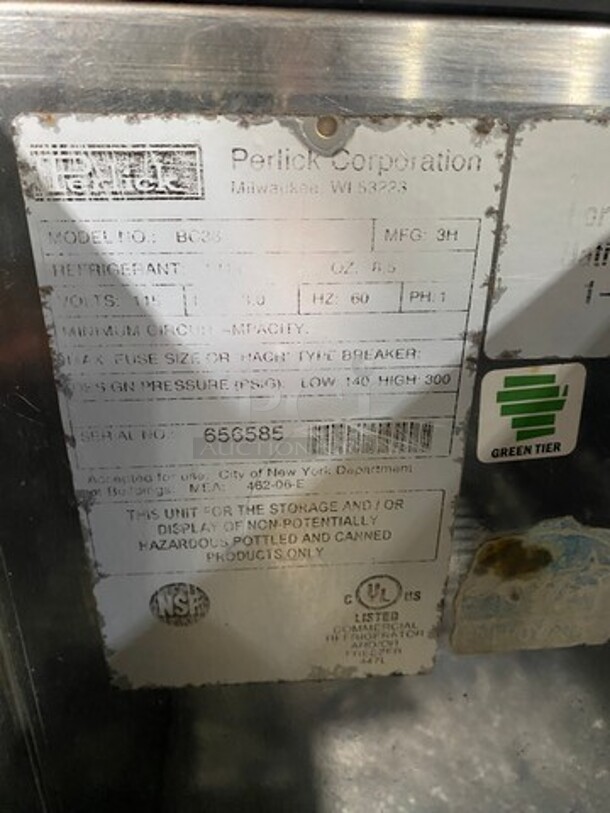 Perlick
Perlick Corporation
Milwaukee, WI 53223
MODEL NO.:
MFG: 3H
REFRIGERANT: OZ: 8.5
VOLTS: 115 HZ: 60 PH: 1
MINIMUM CIRCUIT AMPACITY:
MAX. FUSE SIZE OR "HACR" TYPE BREAKER:
DESIGN PRESSURE (PSIG): LOW 140 HIGH 300
SERIAL NO.: 656585
Accepted for use: City of New York Department
of Buildings: MEA: 462-06-E
THIS UNIT FOR THE STORAGE AND / OR
DISPLAY OF NON-POTENTIALLY
HAZARDOUS BOTTLED AND CANNED
PRODUCTS ONLY
NSF
C UL US
LISTED
COMMERCIAL
REFRIGERATOR
AND/OR
FREEZER
447L
GREEN TIER